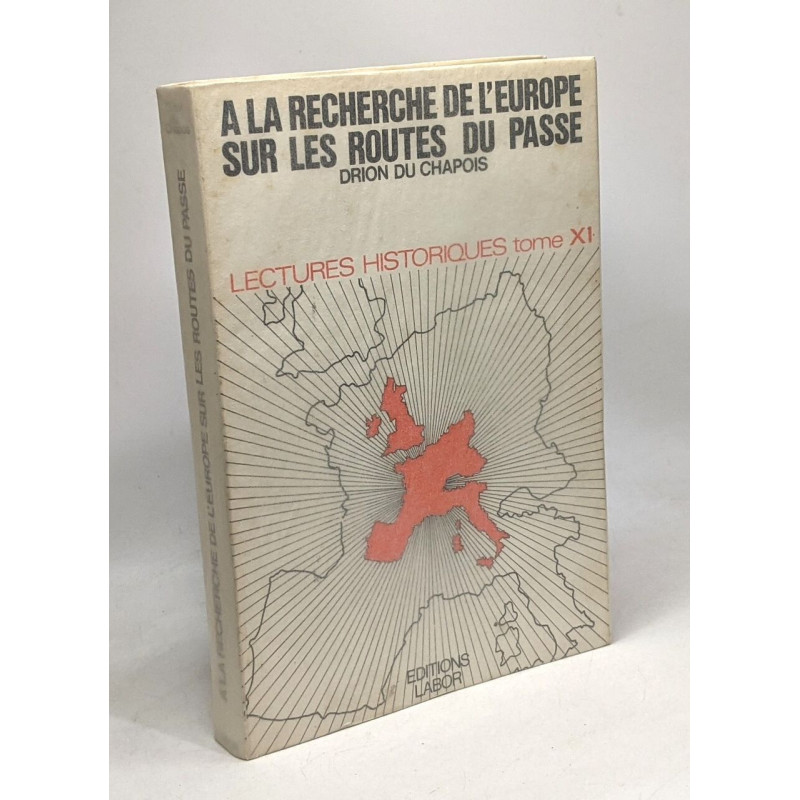 A LA RECHERCHE DE L'EUROPE
SUR LES ROUTES DU PASSE
DRION DU CHAPOIS
LECTURES HISTORIQUES tome XI
EDITIONS
LABOR
A LA RECHERCHE DE L'EUROPE SUR LES ROUTES DU PASSE